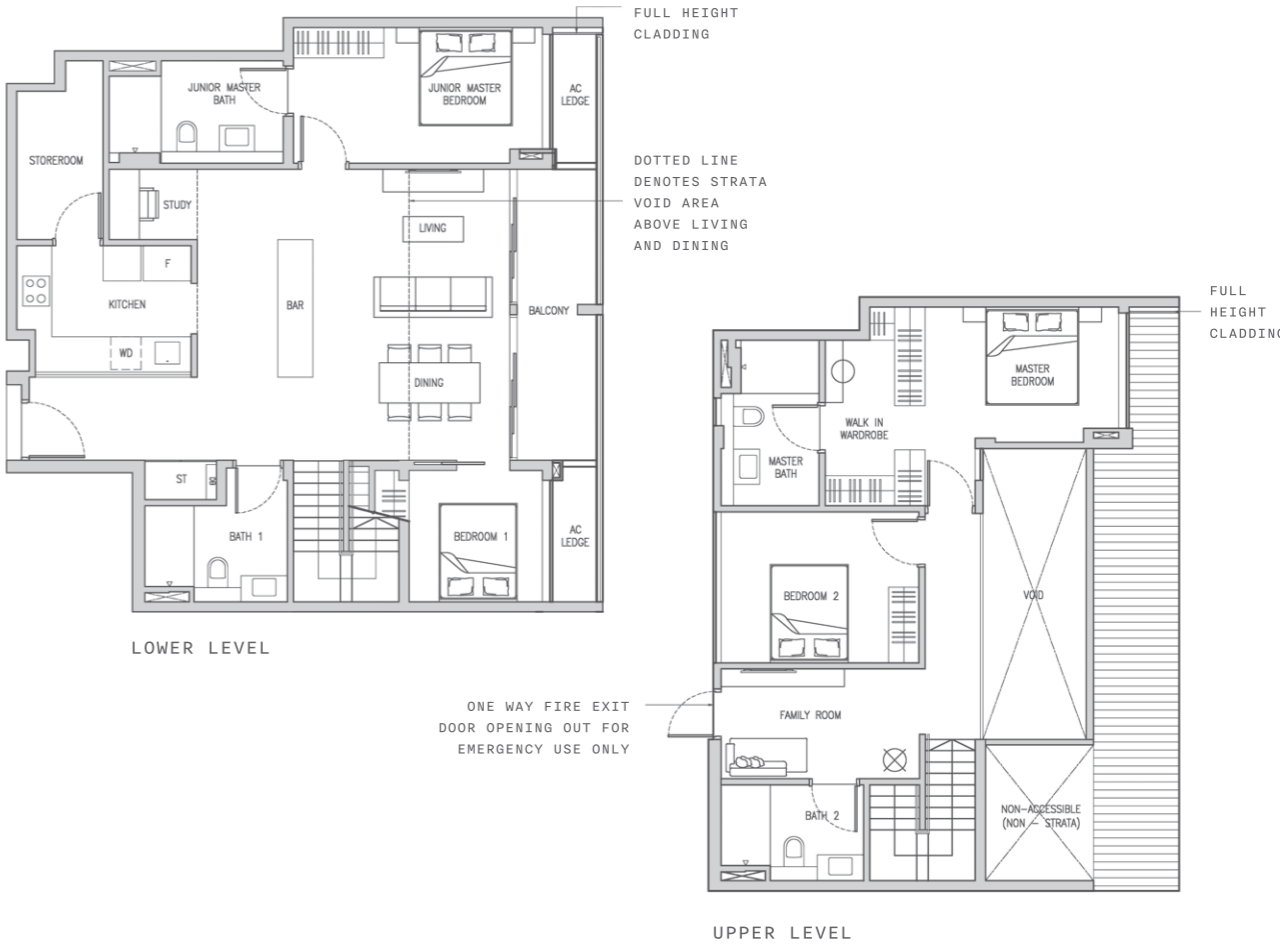 FULL HEIGHT
CLADDING
JUNIOR MASTER
BATH
JUNIOR MASTER
BEDROOM
AC
LEDGE
STOREROOM
DOTTED LINE
DENOTES STRATA
VOID AREA
ABOVE LIVING
AND DINING
STUDY
LIVING
F
KITCHEN
BAR
BALCONY
WD
DINING
ST
DB
BATH 1
BEDROOM 1
AC
LEDGE
LOWER LEVEL
FULL
HEIGHT
CLADDING
MASTER
BEDROOM
WALK IN
WARDROBE
MASTER
BATH
BEDROOM 2
VOID
ONE WAY FIRE EXIT
DOOR OPENING OUT FOR
EMERGENCY USE ONLY
FAMILY ROOM
NON-ACCESSIBLE
(NON - STRATA)
BATH 2
UPPER LEVEL